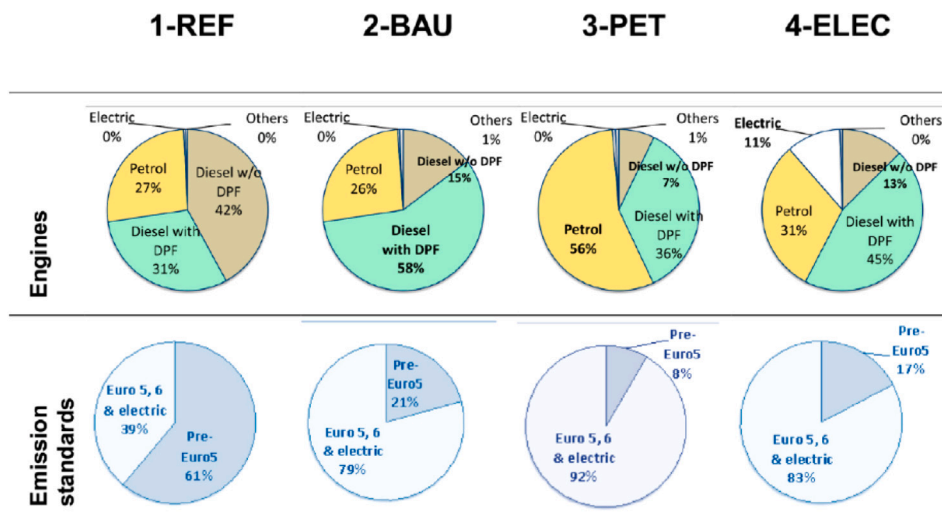 1-REF
2-BAU
3-PET
4-ELEC
Engines
Electric
0%
Others
0%
Petrol
27%
Diesel w/o
DPF
42%
Diesel with
DPF
31%
Electric
0%
Others
1%
Petrol
26%
Diesel w/o DPF
15%
Diesel
with DPF
58%
Electric
0%
Others
1%
Petrol
56%
Diesel w/o DPF
7%
Diesel with
DPF
36%
Electric
11%
Others
0%
Petrol
31%
Diesel w/o DPF
13%
Diesel with
DPF
45%
Emission
standards
Euro 5, 6
& electric
39%
Pre-
Euro5
61%
Pre-
Euro5
21%
Euro 5, 6
& electric
79%
Pre-
Euro5
8%
Euro 5, 6
& electric
92%
Pre-
Euro5
17%
Euro 5, 6
& electric
83%